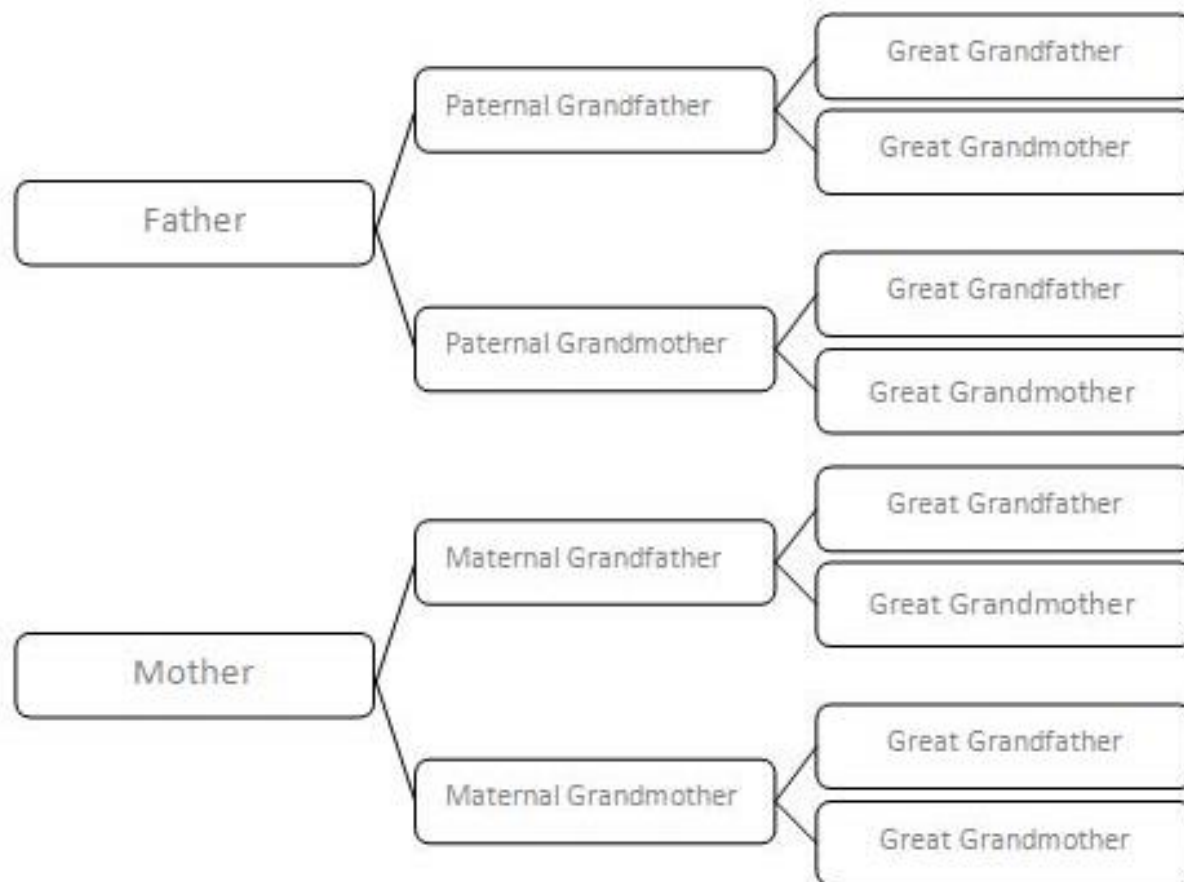 Great Grandfather
Paternal Grandfather
Great Grandmother
Father
Great Grandfather
Paternal Grandmother
Great Grandmother
Great Grandfather
Maternal Grandfather
Great Grandmother
Mother
Great Grandfather
Maternal Grandmother
Great Grandmother